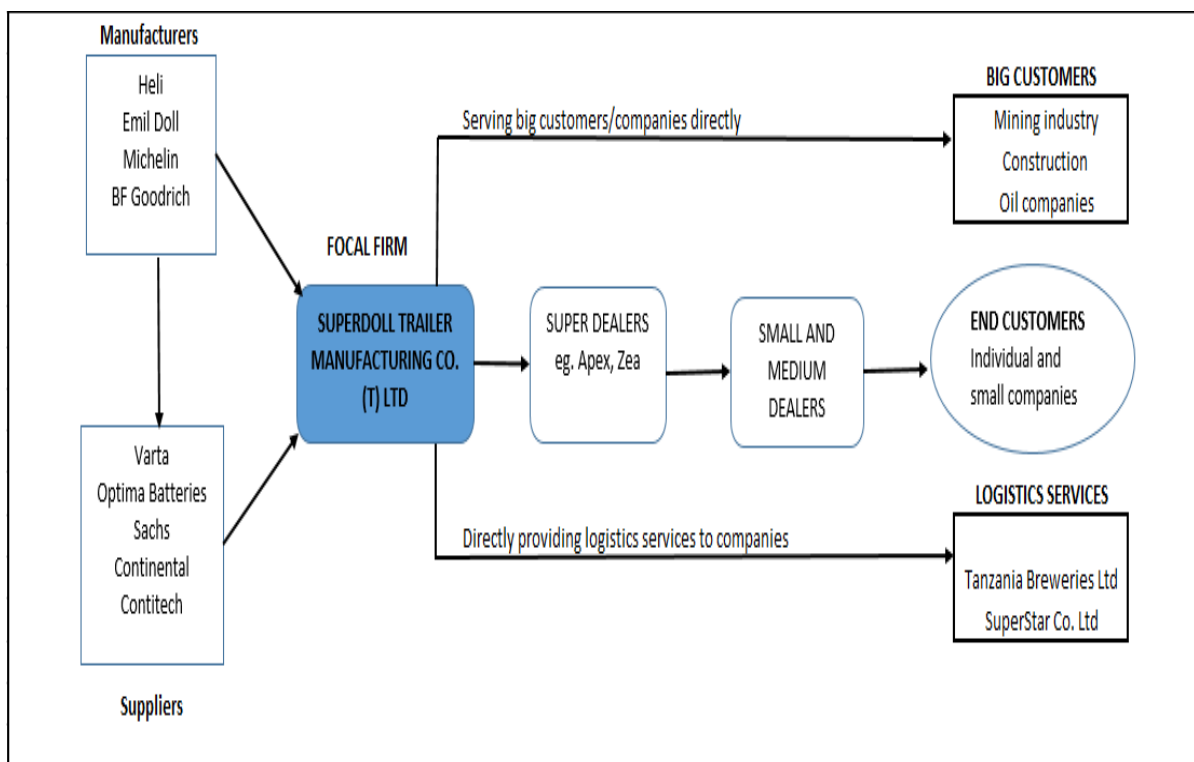 Manufacturers
Heli
Emil Doll
Michelin
BF Goodrich
BIG CUSTOMERS
Serving big customers/companies directly
Mining industry
Construction
Oil companies
FOCAL FIRM
SUPERDOLL TRAILER
MANUFACTURING CO.
(T) LTD
SUPER DEALERS
eg. Apex, Zea
SMALL AND
MEDIUM
DEALERS
END CUSTOMERS
Individual and
small companies
Varta
Optima Batteries
Sachs
Continental
Contitech
Suppliers
LOGISTICS SERVICES
Directly providing logistics services to companies
Tanzania Breweries Ltd
SuperStar Co. Ltd